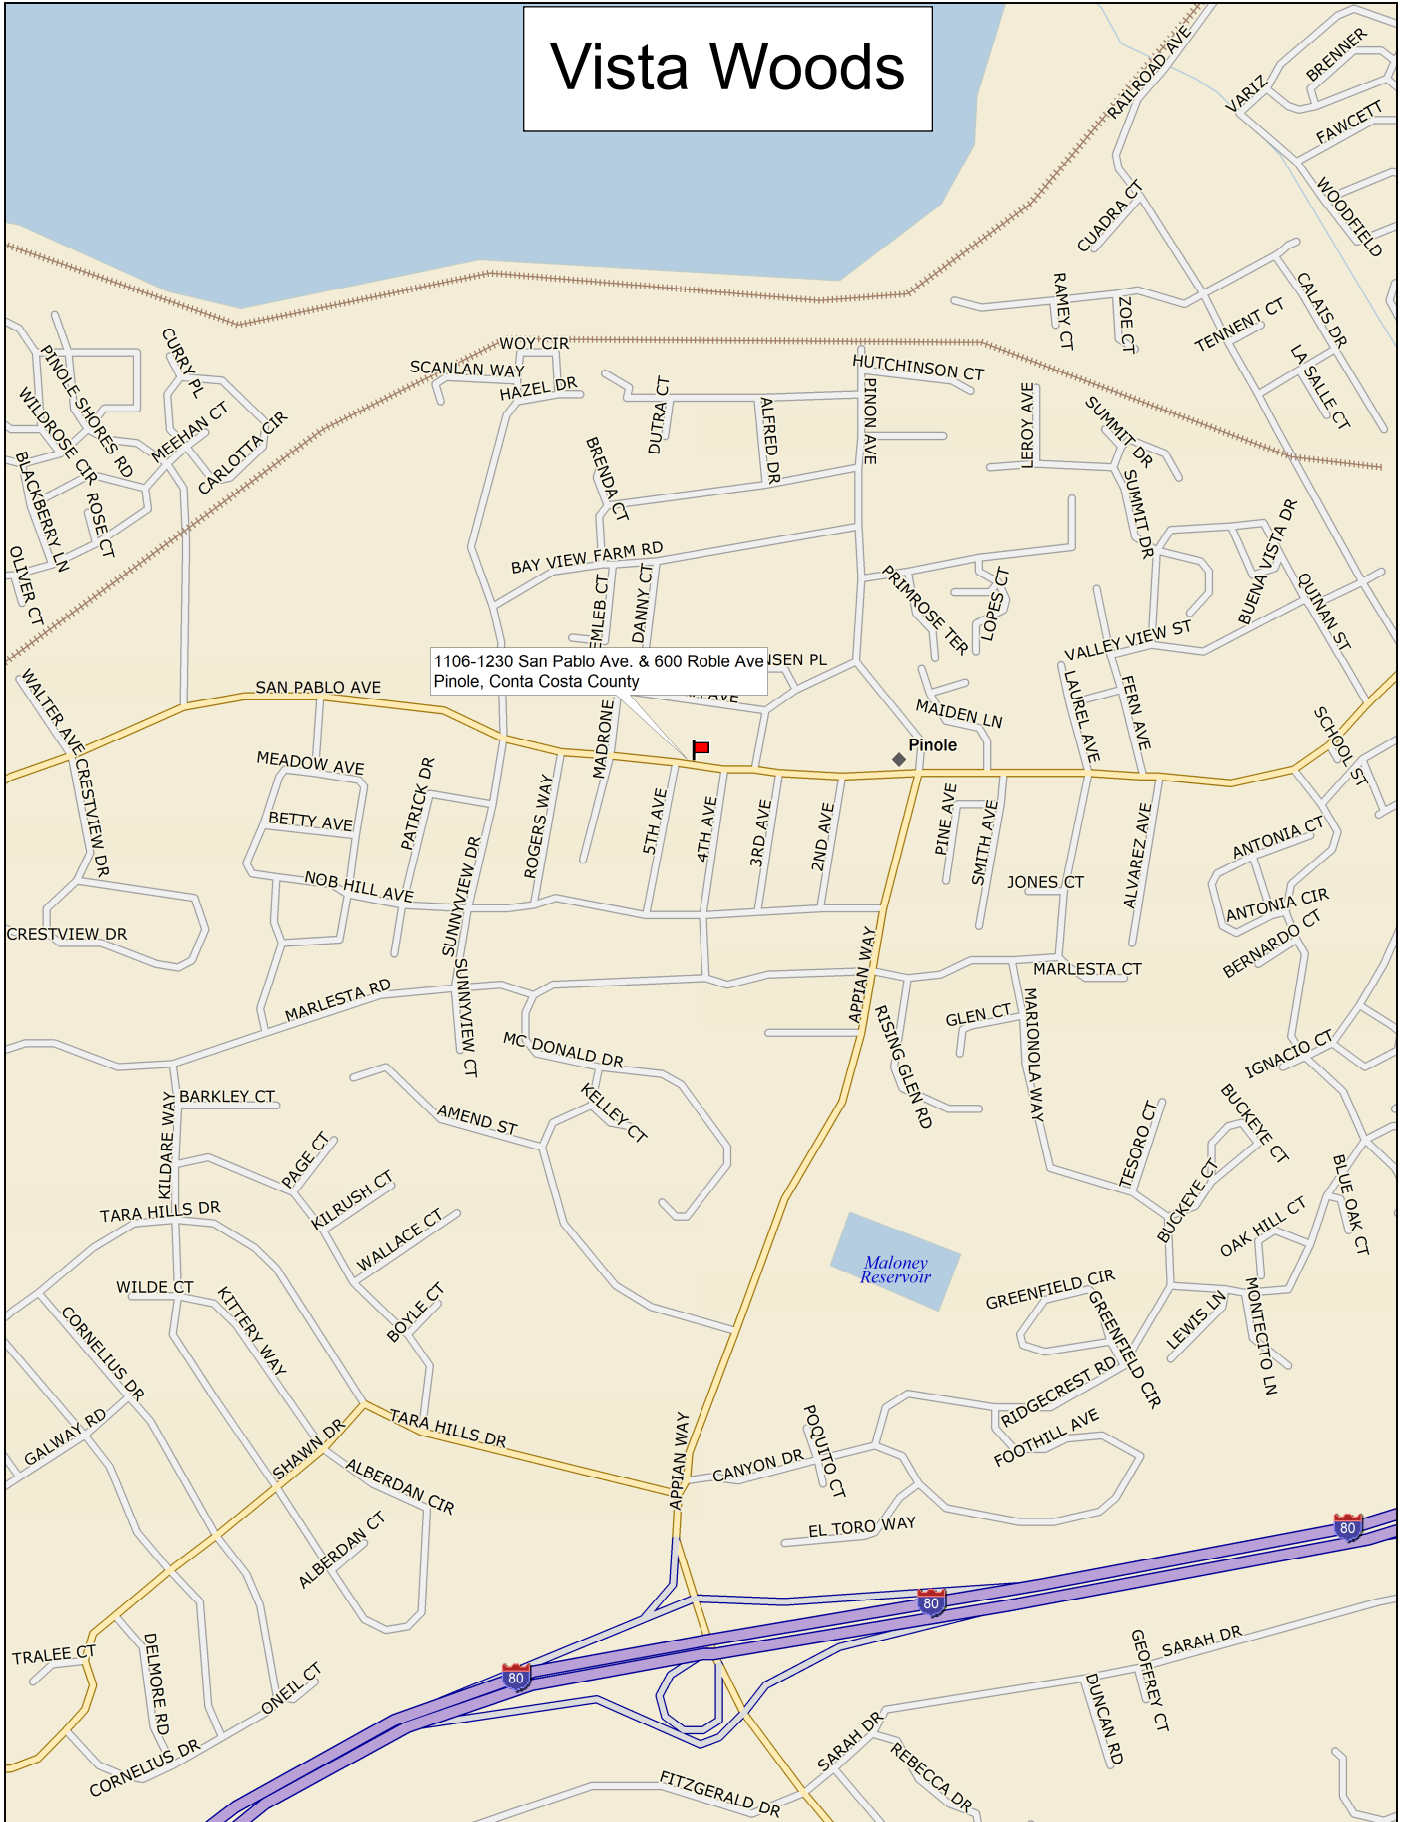 Vista Woods
RAILROAD AVE
VARIZ
BRENNER
FAWCETT
WOODFIELD
CUADRA CT
RAMEY CT
ZOE CT
TENNENT CT
CALAIS DR
LA SALLE CT
WOY CIR
SCANLAN WAY
HAZEL DR
HUTCHINSON CT
CURRY PL
PINOLE SHORES RD
WILDROSE CIR
MEEHAN CT
CARLOTTA CIR
BLACKBERRY LN
ROSE CT
OLIVER CT
DUTRA CT
ALFRED DR
PINON AVE
LEROY AVE
SUMMIT DR
SUMMIT DR
BRENDA CT
BAY VIEW FARM RD
EMLEB CT
DANNY CT
PRIMROSE TER
LOPES CT
BUENA VISTA DR
QUINAN ST
VALLEY VIEW ST
1106-1230 San Pablo Ave. & 600 Roble Ave
Pinole, Conta Costa County
NSEN PL
AVE
WALTER AVE
SAN PABLO AVE
MADRONE
MAIDEN LN
LAUREL AVE
FERN AVE
SCHOOL ST
Pinole
CRESTVIEW DR
MEADOW AVE
BETTY AVE
PATRICK DR
ROGERS WAY
5TH AVE
4TH AVE
3RD AVE
2ND AVE
PINE AVE
SMITH AVE
JONES CT
ALVAREZ AVE
ANTONIA CT
ANTONIA CIR
BERNARDO CT
NOB HILL AVE
SUNNYVIEW DR
CRESTVIEW DR
SUNNYVIEW CT
MARLESTA RD
APPIAN WAY
MARLESTA CT
GLEN CT
MARIONOLA WAY
RISING GLEN RD
MC DONALD DR
KELLEY CT
AMEND ST
IGNACIO CT
BUCKEYE CT
BUCKEYE CT
TESORO CT
BLUE OAK CT
OAK HILL CT
BARKLEY CT
KILDARE WAY
PAGE CT
KILRUSH CT
WALLACE CT
TARA HILLS DR
BOYLE CT
WILDE CT
KITTERY WAY
CORNELIUS DR
Maloney
Reservoir
GREENFIELD CIR
GREENFIELD CIR
LEWIS LN
MONTECITO LN
RIDGECREST RD
FOOTHILL AVE
GALWAY RD
SHAWN DR
TARA HILLS DR
APPIAN WAY
CANYON DR
POQUITO CT
EL TORO WAY
ALBERDAN CIR
ALBERDAN CT
80
80
80
TRALEE CT
DELMORE RD
ONEIL CT
CORNELIUS DR
SARAH DR
GEOFFREY CT
DUNCAN RD
SARAH DR
REBECCA DR
FITZGERALD DR